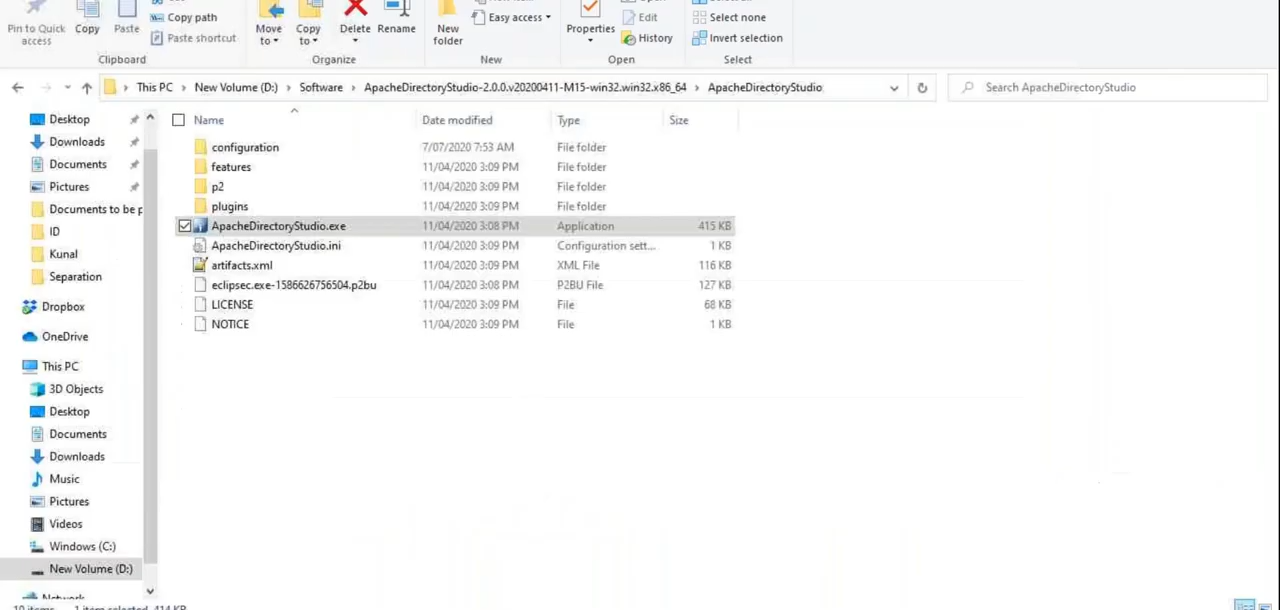 Pin to Quick access
Copy
Paste
Copy path
Paste shortcut
Clipboard
Move to
Copy to
Delete
Rename
Organize
New folder
Easy access
New
Properties
Edit
History
Open
Select none
Invert selection
Select
This PC > New Volume (D:) > Software > ApacheDirectoryStudio-2.0.0.v20200411-M15-win32.win32.x86_64 > ApacheDirectoryStudio
Search ApacheDirectoryStudio
Name Date modified Type Size
configuration 7/07/2020 7:53 AM File folder
features 11/04/2020 3:09 PM File folder
p2 11/04/2020 3:09 PM File folder
plugins 11/04/2020 3:09 PM File folder
ApacheDirectoryStudio.exe 11/04/2020 3:08 PM Application 415 KB
ApacheDirectoryStudio.ini 11/04/2020 3:09 PM Configuration sett... 1 KB
artifacts.xml 11/04/2020 3:09 PM XML File 116 KB
eclipsec.exe-1586626756504.p2bu 11/04/2020 3:08 PM P2BU File 127 KB
LICENSE 11/04/2020 3:09 PM File 68 KB
NOTICE 11/04/2020 3:09 PM File 1 KB
Desktop
Downloads
Documents
Pictures
Documents to be p
ID
Kunal
Separation
Dropbox
OneDrive
This PC
3D Objects
Desktop
Documents
Downloads
Music
Pictures
Videos
Windows (C:)
New Volume (D:)
Network
10 items 1 item selected 414 KB